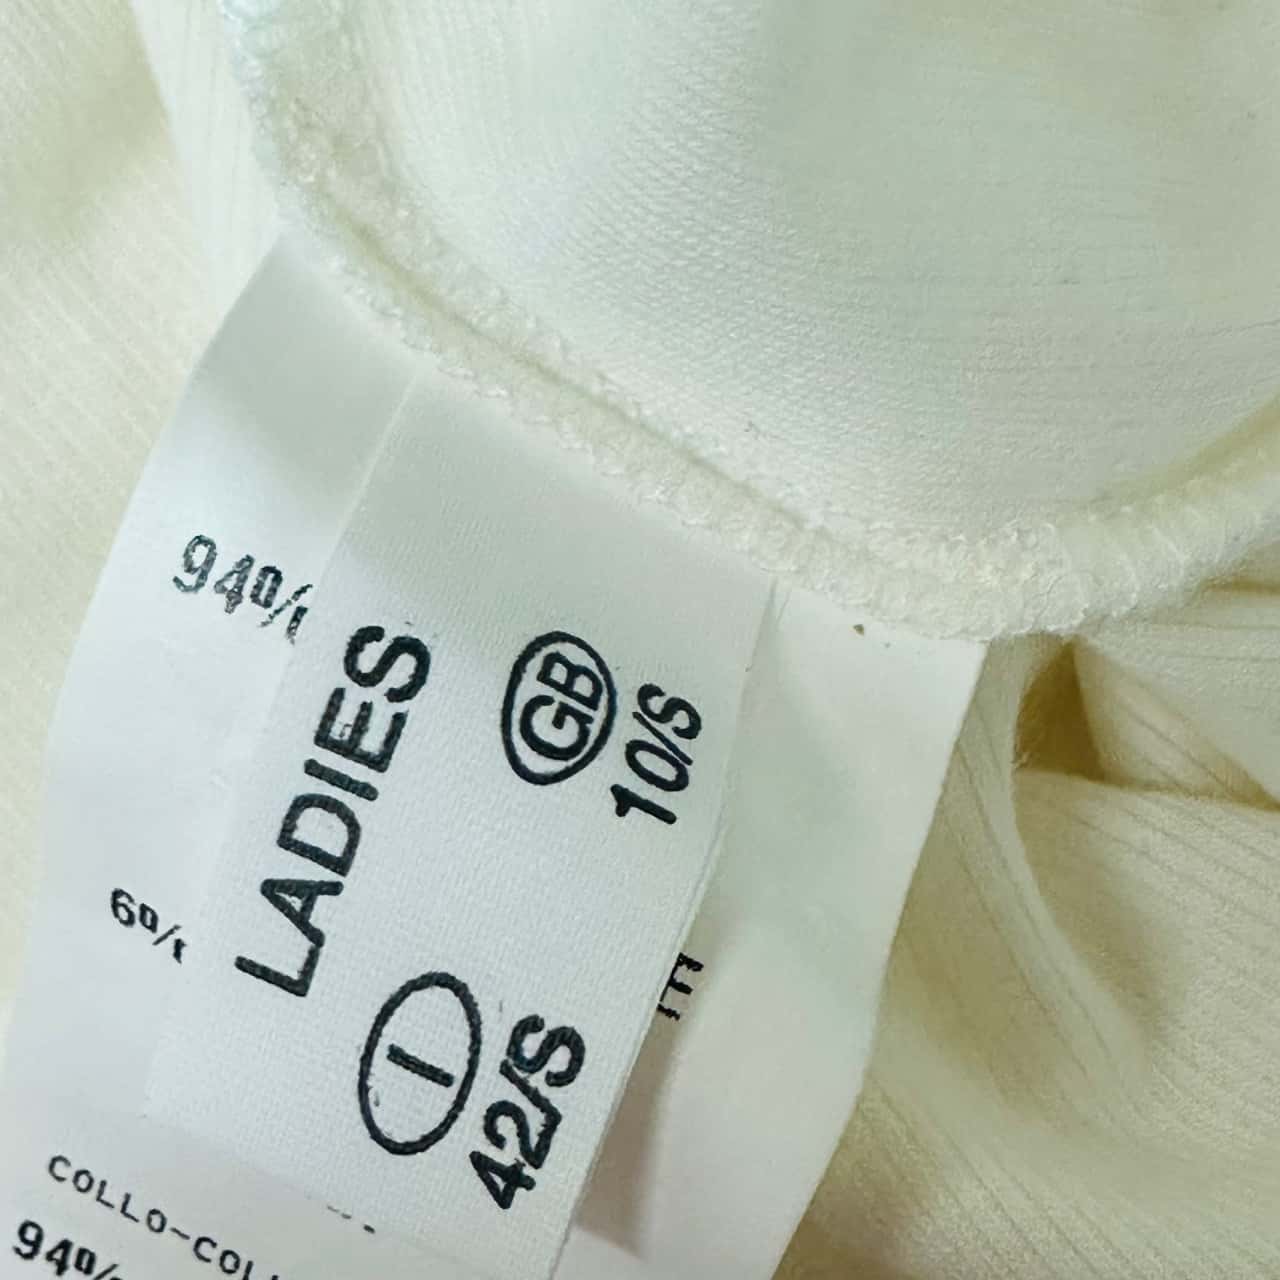 94%
6%
COLLO-COL
94%
LADIES
GB
10/S
I
42/S